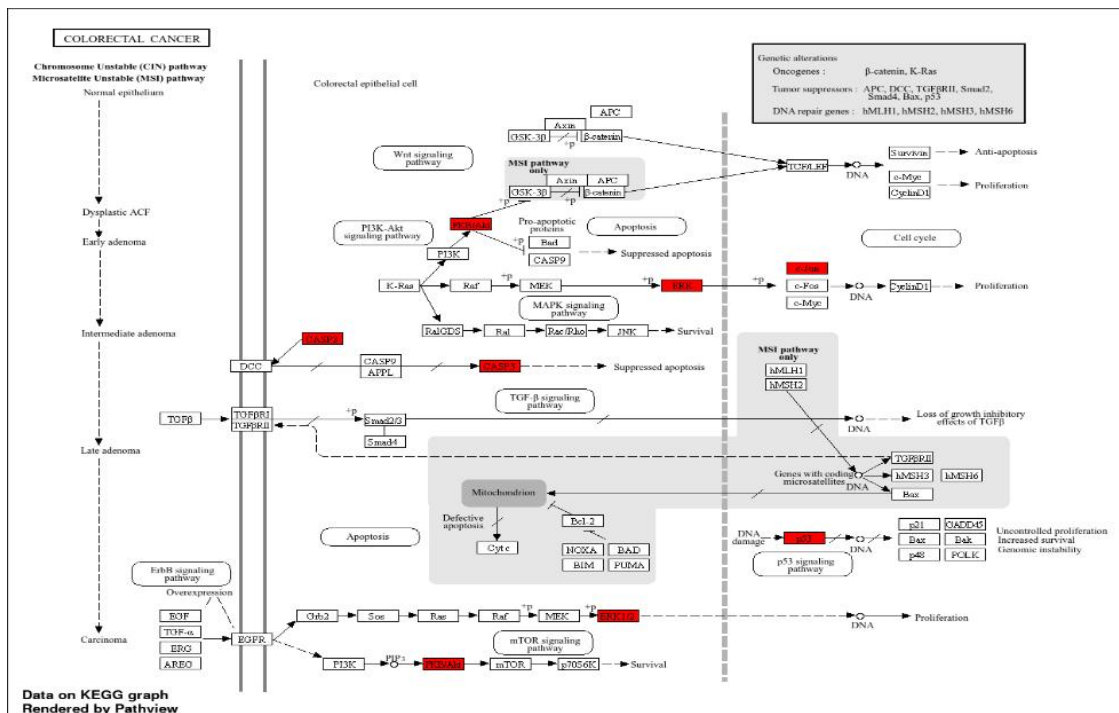 COLORECTAL CANCER
Chromosome Unstable (CIN) pathway
Microsatelite Unstable (MSI) pathway
Normal epithelium
Dysplastic ACF
Early adenoma
Intermediate adenoma
Late adenoma
Carcinoma
Colorectal epithelial cell
Genetic alterations
Oncogenes : β-catenin, K-Ras
Tumor suppressors : APC, DCC, TGFβRII, Smad2,
Smad4, Bax, p53
DNA repair genes : hMLH1, hMSH2, hMSH3, hMSH6
APC
Axin
GSK-3β
+p
β-catenin
Wnt signaling
pathway
MSI pathway
only
Axin
APC
GSK-3β
β-catenin
+p
+p
TCF/LEF
DNA
Survivin
Anti-apoptosis
c-Myc
CyclinD1
Proliferation
PI3K-Akt
signaling pathway
PKB/Akt
Pro-apoptotic
proteins
Apoptosis
Cell cycle
PI3K
+p
Bad
CASP9
Suppressed apoptosis
K-Ras
Raf
+p
MEK
+p
ERK
+p
c-Jun
c-Fos
c-Myc
DNA
CyclinD1
Proliferation
MAPK signaling
pathway
RalGDS
Ral
Rac/Rho
JNK
Survival
DCC
CASP9
APPL
CASP3
Suppressed apoptosis
MSI pathway
only
hMLH1
hMSH2
TGFβ
TGFβRI
TGFβRII
+p
Smad2/3
Smad4
TGF-β signaling
pathway
DNA
Loss of growth inhibitory
effects of TGFβ
Genes with coding
microsatellites
DNA
TGFβRII
hMSH3
hMSH6
Bax
Mitochondrion
Defective
apoptosis
Cyt c
Bcl-2
NOXA
BAD
BIM
PUMA
Apoptosis
DNA
damage
p53
DNA
p53 signaling
pathway
p21
GADD45
Bax
Bak
p48
POLK
Uncontrolled proliferation
Increased survival
Genomic instability
ErbB signaling
pathway
Overexpression
EGF
TGF-α
ERG
AREG
EGFR
Grb2
Sos
Ras
Raf
+p
MEK
+p
ERK1/2
DNA
Proliferation
mTOR signaling
pathway
PI3K
PIP3
PKB/Akt
mTOR
p70S6K
Survival
Data on KEGG graph
Rendered by Pathview